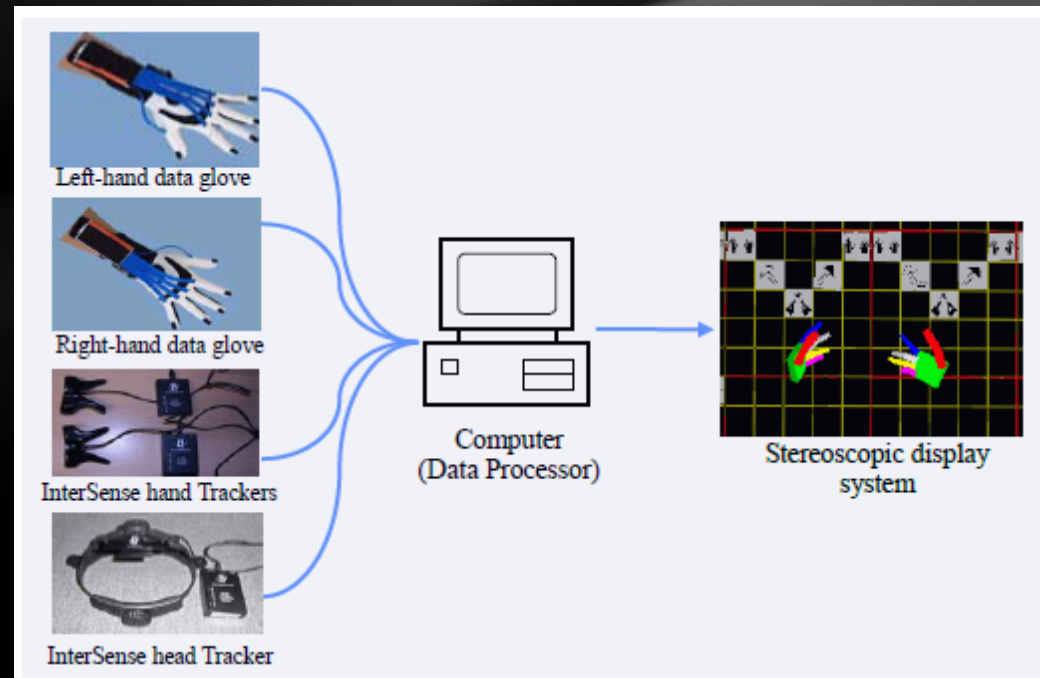 Left-hand data glove
Right-hand data glove
InterSense hand Trackers
InterSense head Tracker
Computer
(Data Processor)
Stereoscopic display
system